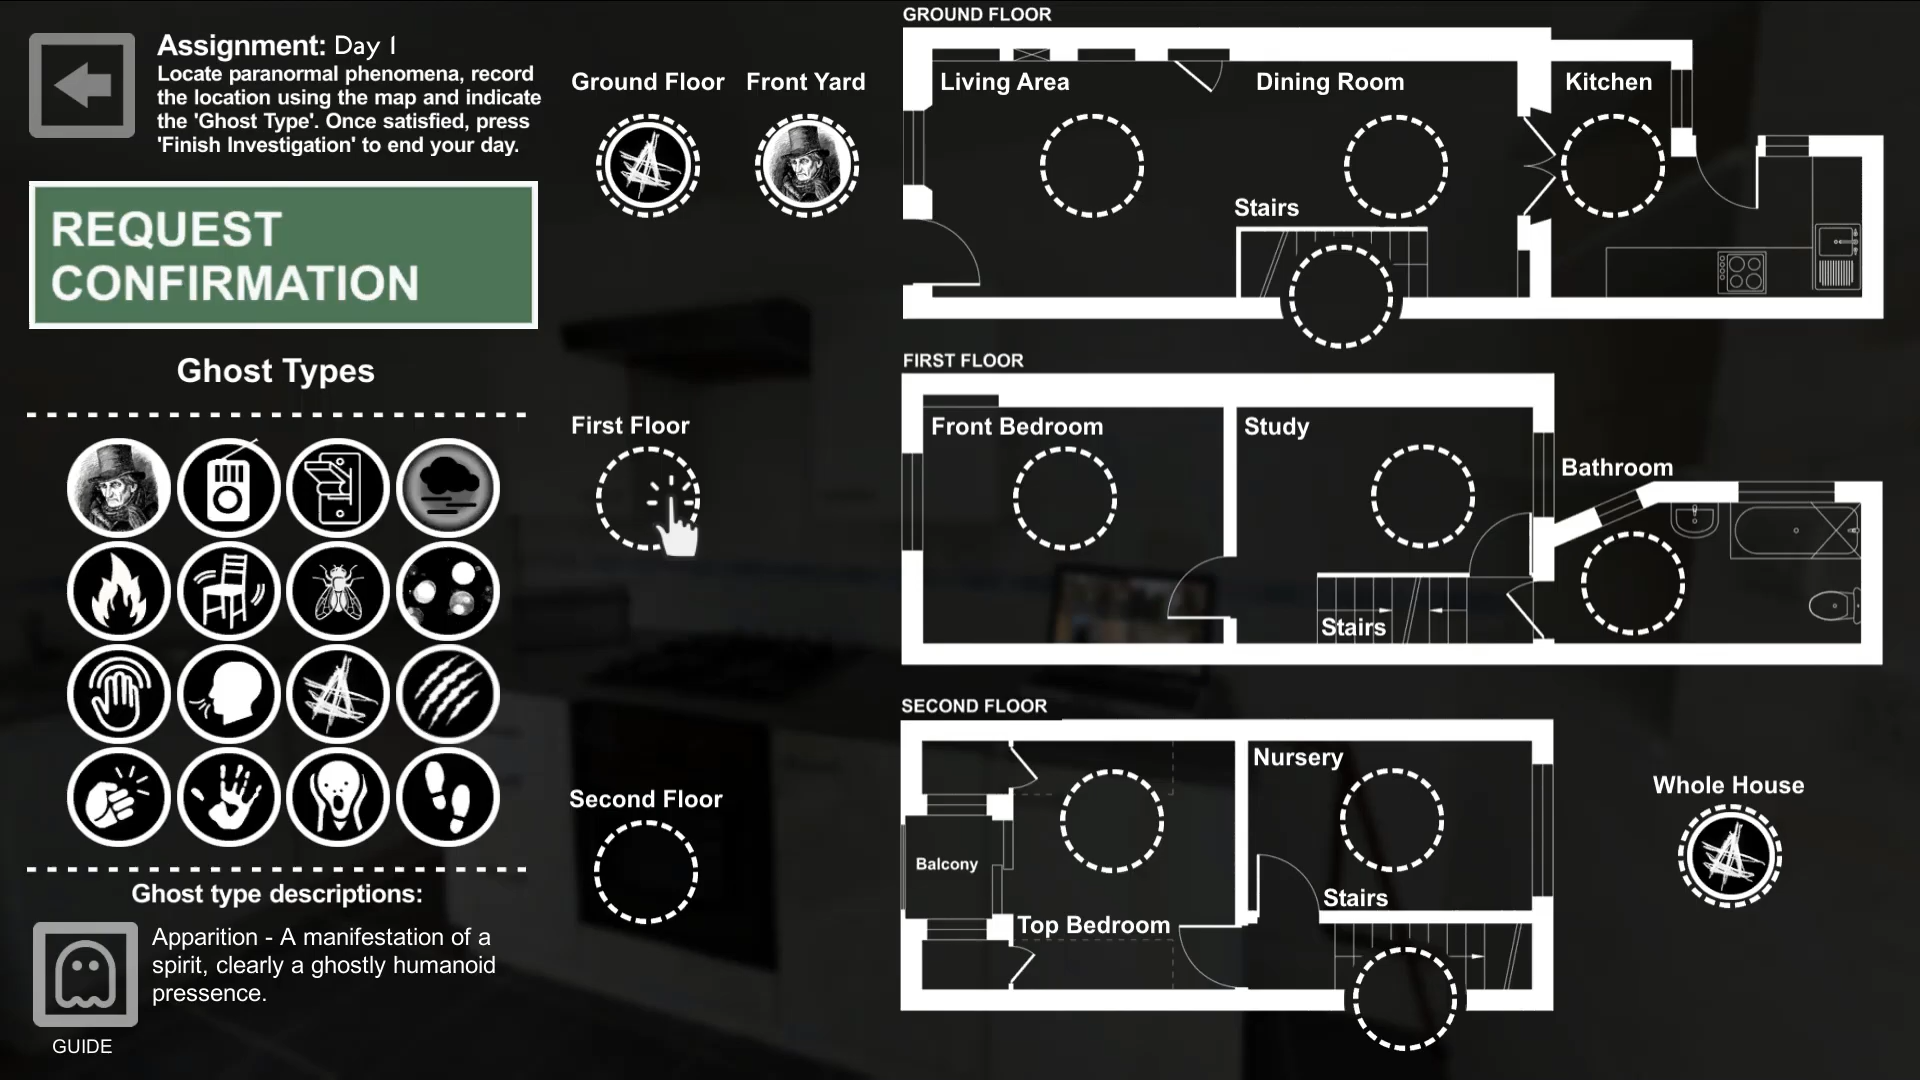 Assignment: Day 1
Locate paranormal phenomena, record
the location using the map and indicate
the 'Ghost Type'. Once satisfied, press
'Finish Investigation' to end your day.
REQUEST
CONFIRMATION
Ghost Types
Ghost type descriptions:
Apparition - A manifestation of a
spirit, clearly a ghostly humanoid
pressence.
GUIDE
Ground Floor
Front Yard
First Floor
Second Floor
GROUND FLOOR
Living Area
Dining Room
Kitchen
Stairs
FIRST FLOOR
Front Bedroom
Study
Bathroom
Stairs
SECOND FLOOR
Nursery
Balcony
Stairs
Top Bedroom
Whole House